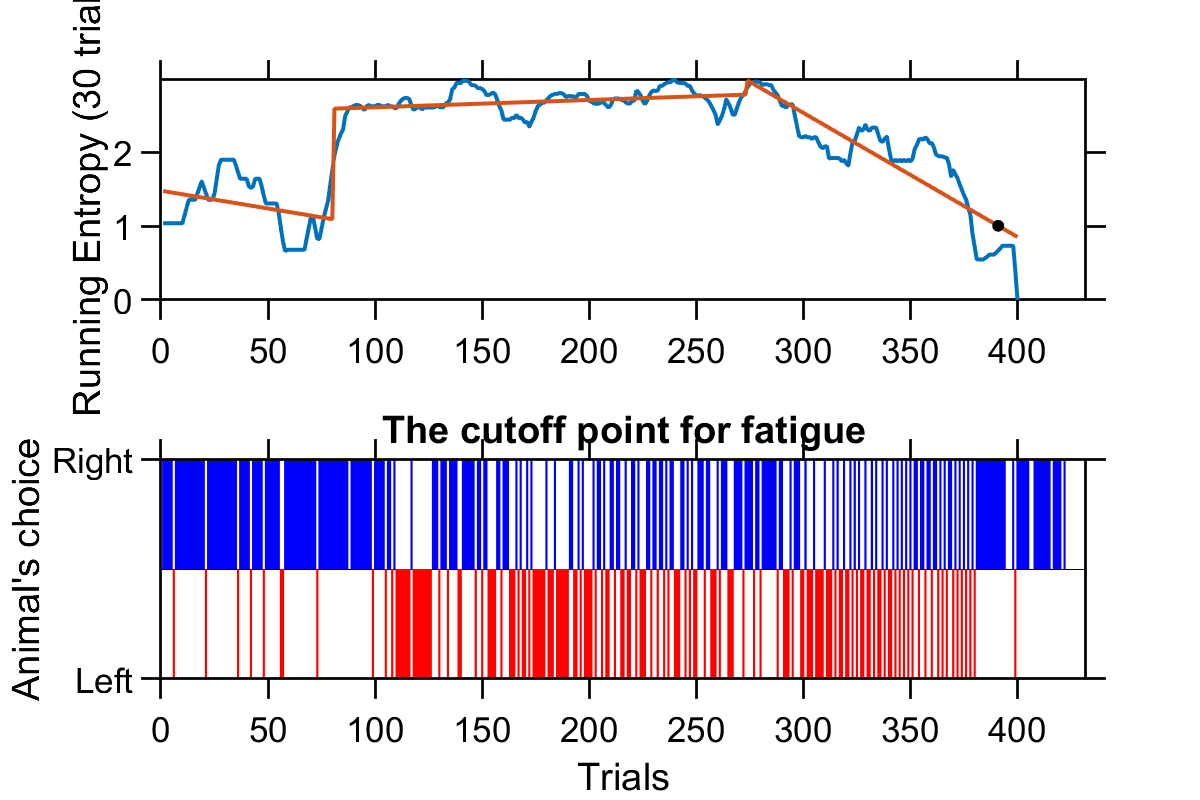 Running Entropy (30 trial
2
1
0
0 50 100 150 200 250 300 350 400
The cutoff point for fatigue
Animal's choice
Right
Left
0 50 100 150 200 250 300 350 400
Trials